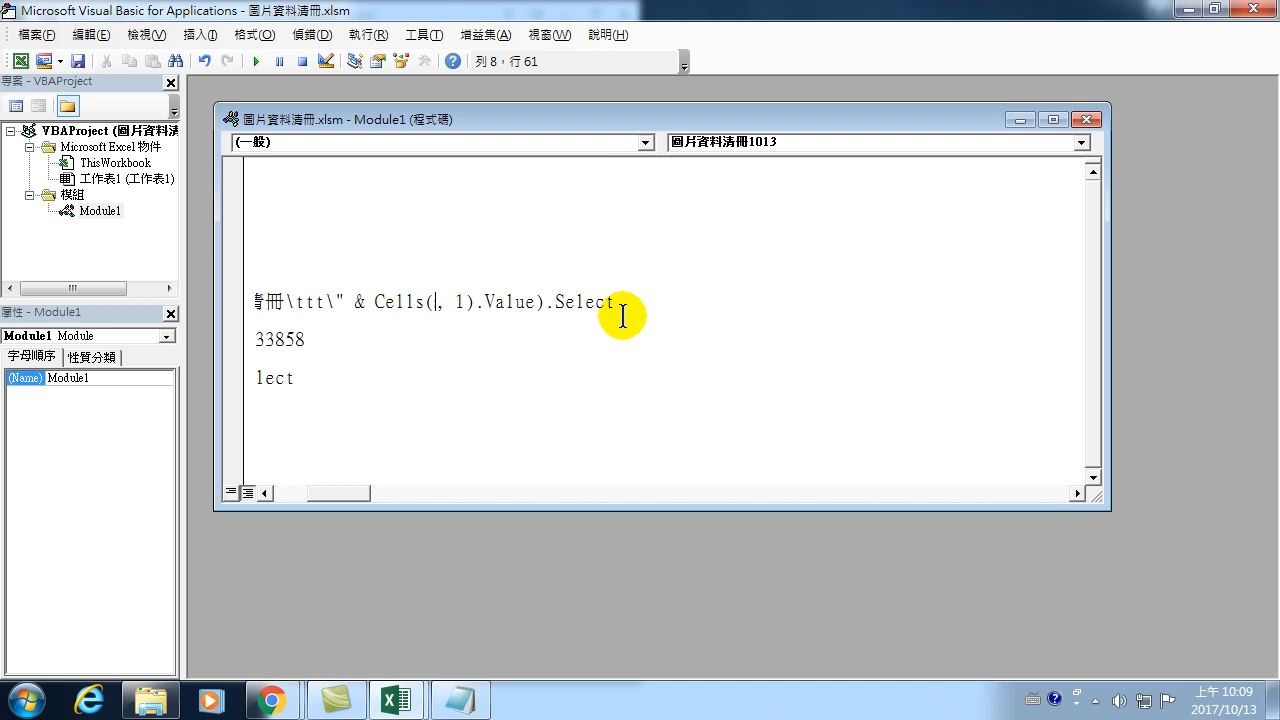 Microsoft Visual Basic for Applications - 圖片資料清冊.xlsm
檔案(F) 編輯(E) 檢視(V) 插入(I) 格式(O) 偵錯(D) 執行(R) 工具(T) 增益集(A) 視窗(W) 說明(H)
列 8，行 61
專案 - VBAProject
VBAProject (圖片資料清
Microsoft Excel 物件
ThisWorkbook
工作表1 (工作表1)
模組
Module1
屬性 - Module1
Module1 Module
字母順序 性質分類
(Name) Module1
圖片資料清冊.xlsm - Module1 (程式碼)
(一般) 圖片資料清冊1013
清冊\ttt\" & Cells(, 1).Value).Select
33858
lect
上午 10:09
2017/10/13